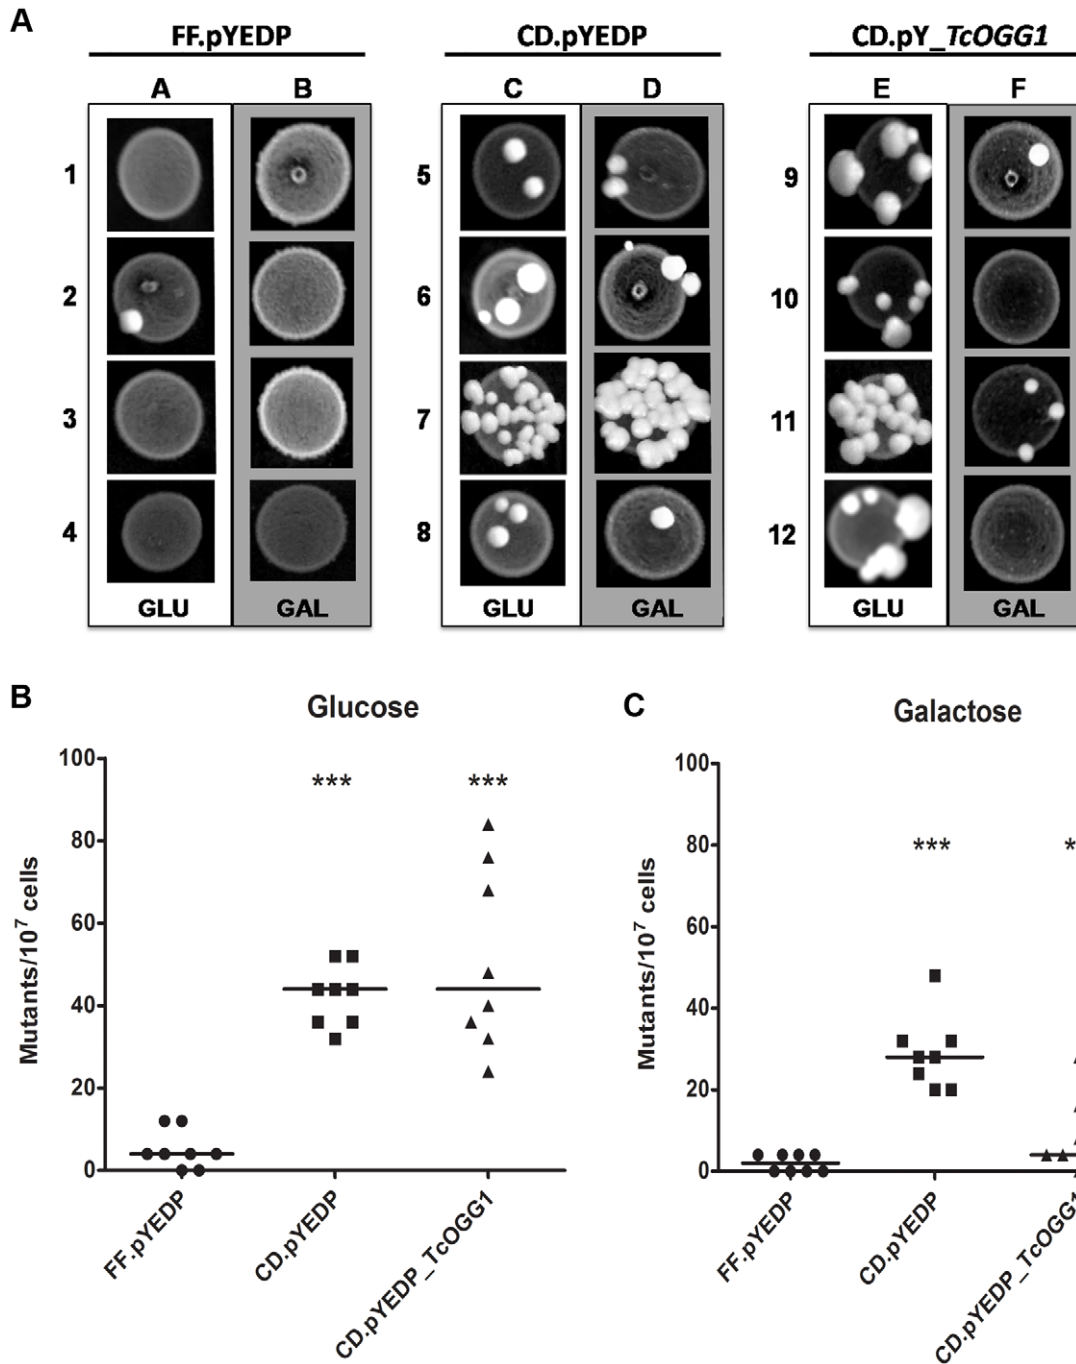 A
FF.pYEDP
CD.pYEDP
CD.pY_TcOGG1
A B C D E F
1 5 9
2 6 10
3 7 11
4 8 12
GLU GAL GLU GAL GLU GAL
B
Glucose
C
Galactose
100
80
60
40
20
0
Mutants/10⁷ cells
*** ***
FF.pYEDP
CD.pYEDP
CD.pYEDP_TcOGG1
100
80
60
40
20
0
Mutants/10⁷ cells
*** *
FF.pYEDP
CD.pYEDP
CD.pYEDP_TcOGG1